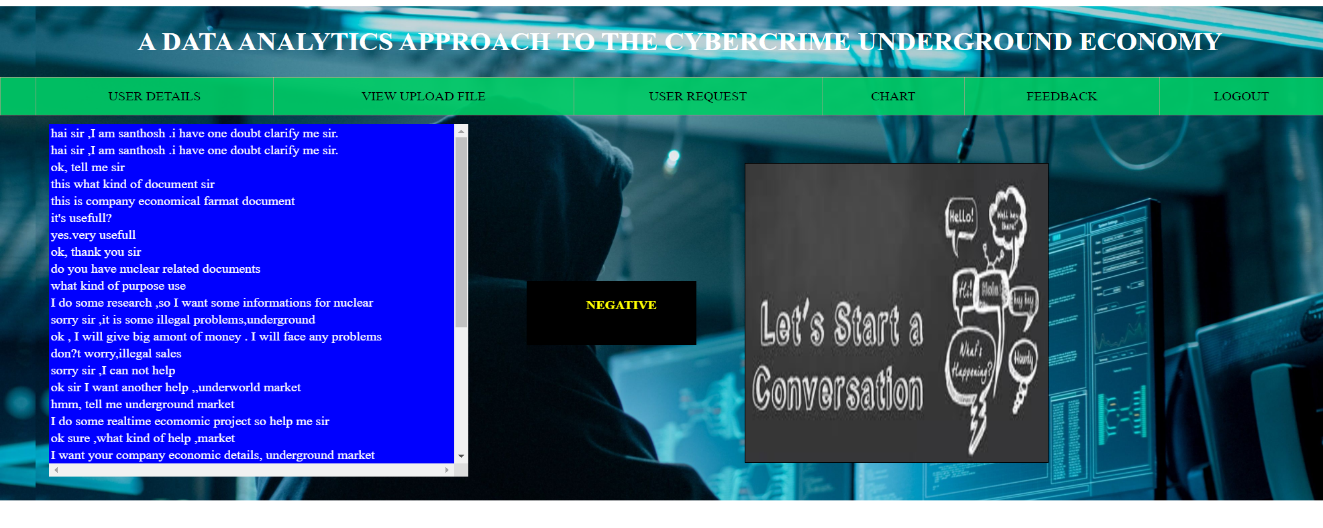 A DATA ANALYTICS APPROACH TO THE CYBERCRIME UNDERGROUND ECONOMY
USER DETAILS
VIEW UPLOAD FILE
USER REQUEST
CHART
FEEDBACK
LOGOUT
hai sir ,I am santhosh .i have one doubt clarify me sir.
hai sir ,I am santhosh .i have one doubt clarify me sir.
ok, tell me sir
this what kind of document sir
this is company economical farmat document
it's usefull?
yes.very usefull
ok, thank you sir
do you have nuclear related documents
what kind of purpose use
I do some research ,so I want some informations for nuclear
sorry sir ,it is some illegal problems,underground
ok , I will give big amont of money . I will face any problems
don?t worry,illegal sales
sorry sir ,I can not help
ok sir I want another help ,,underworld market
hmm, tell me underground market
I do some realtime ecomomic project so help me sir
ok sure ,what kind of help ,market
I want your company economic details, underground market
NEGATIVE
Let's Start a
Conversation
Hello!
Well hey
there!
Hi!
Hola!
hey hey
What's
Happening?
Howdy